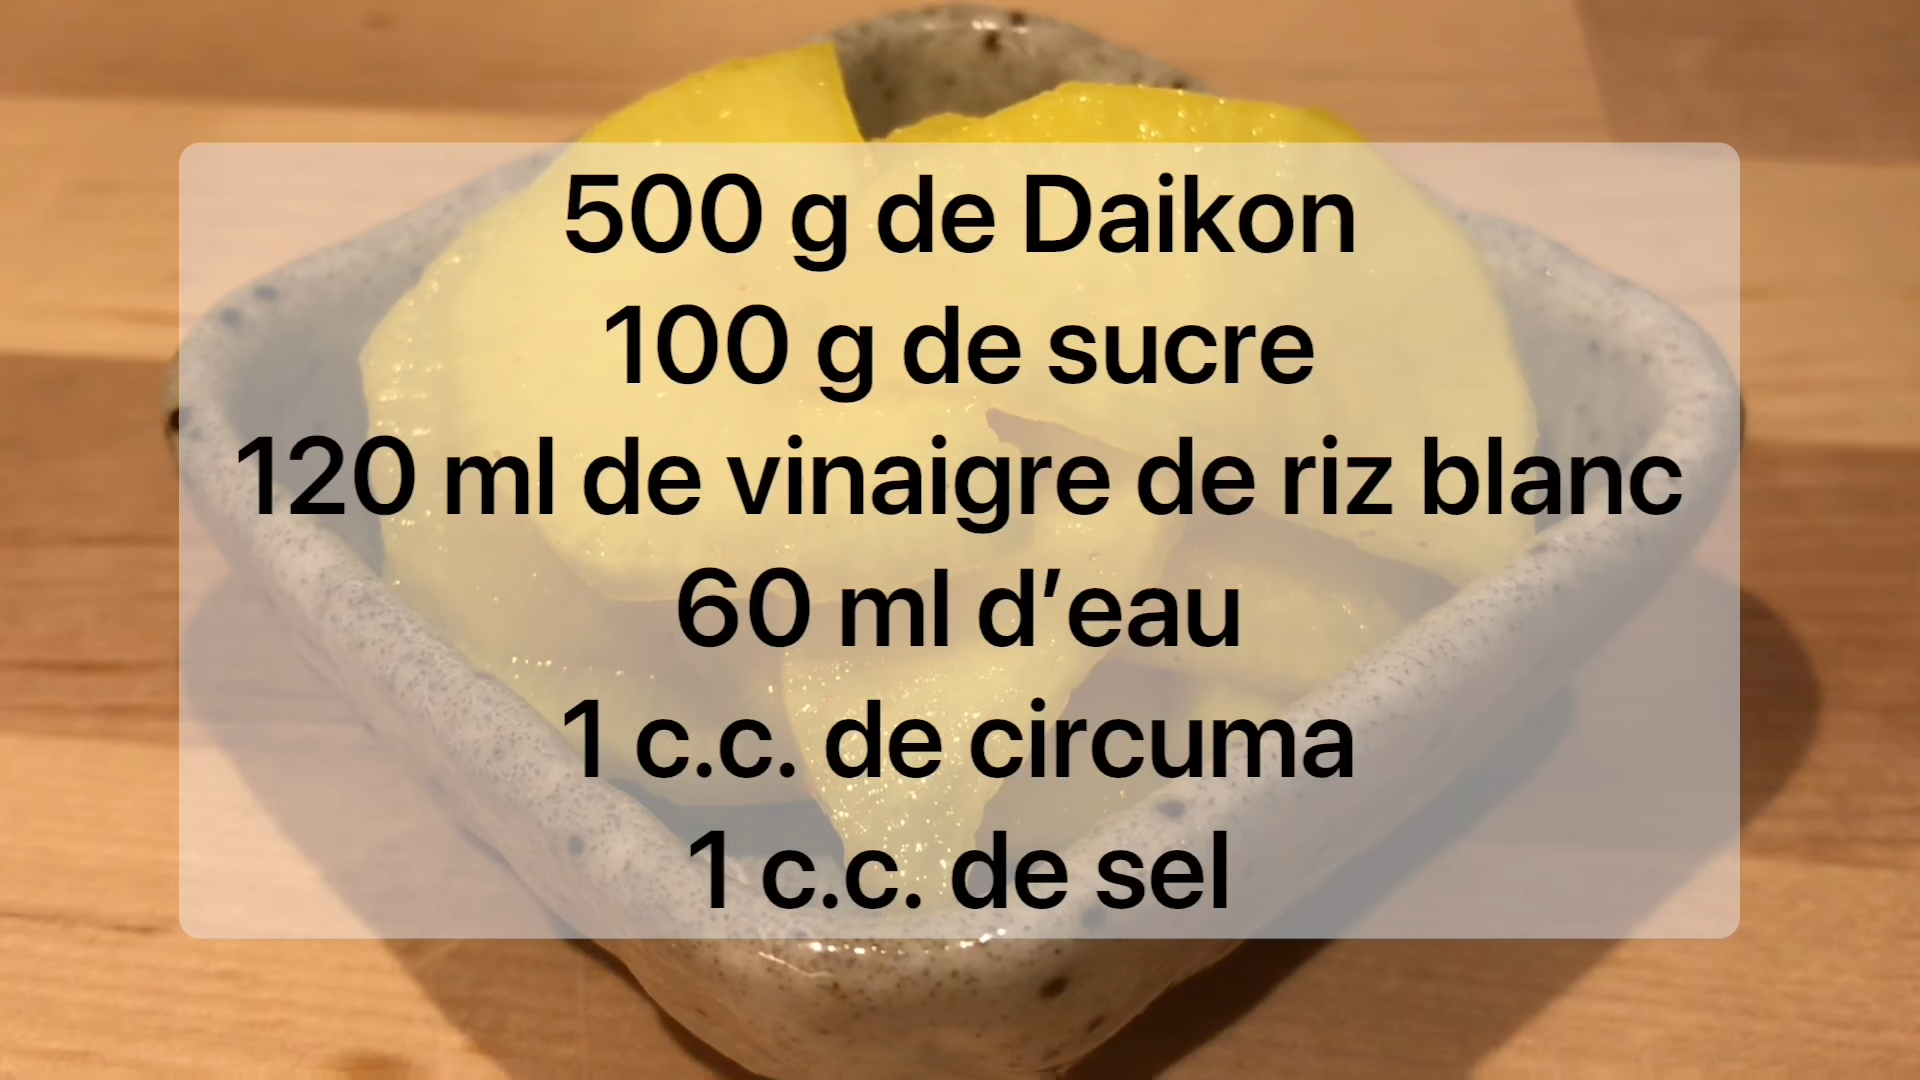 500 g de Daikon
100 g de sucre
120 ml de vinaigre de riz blanc
60 ml d’eau
1 c.c. de circuma
1 c.c. de sel